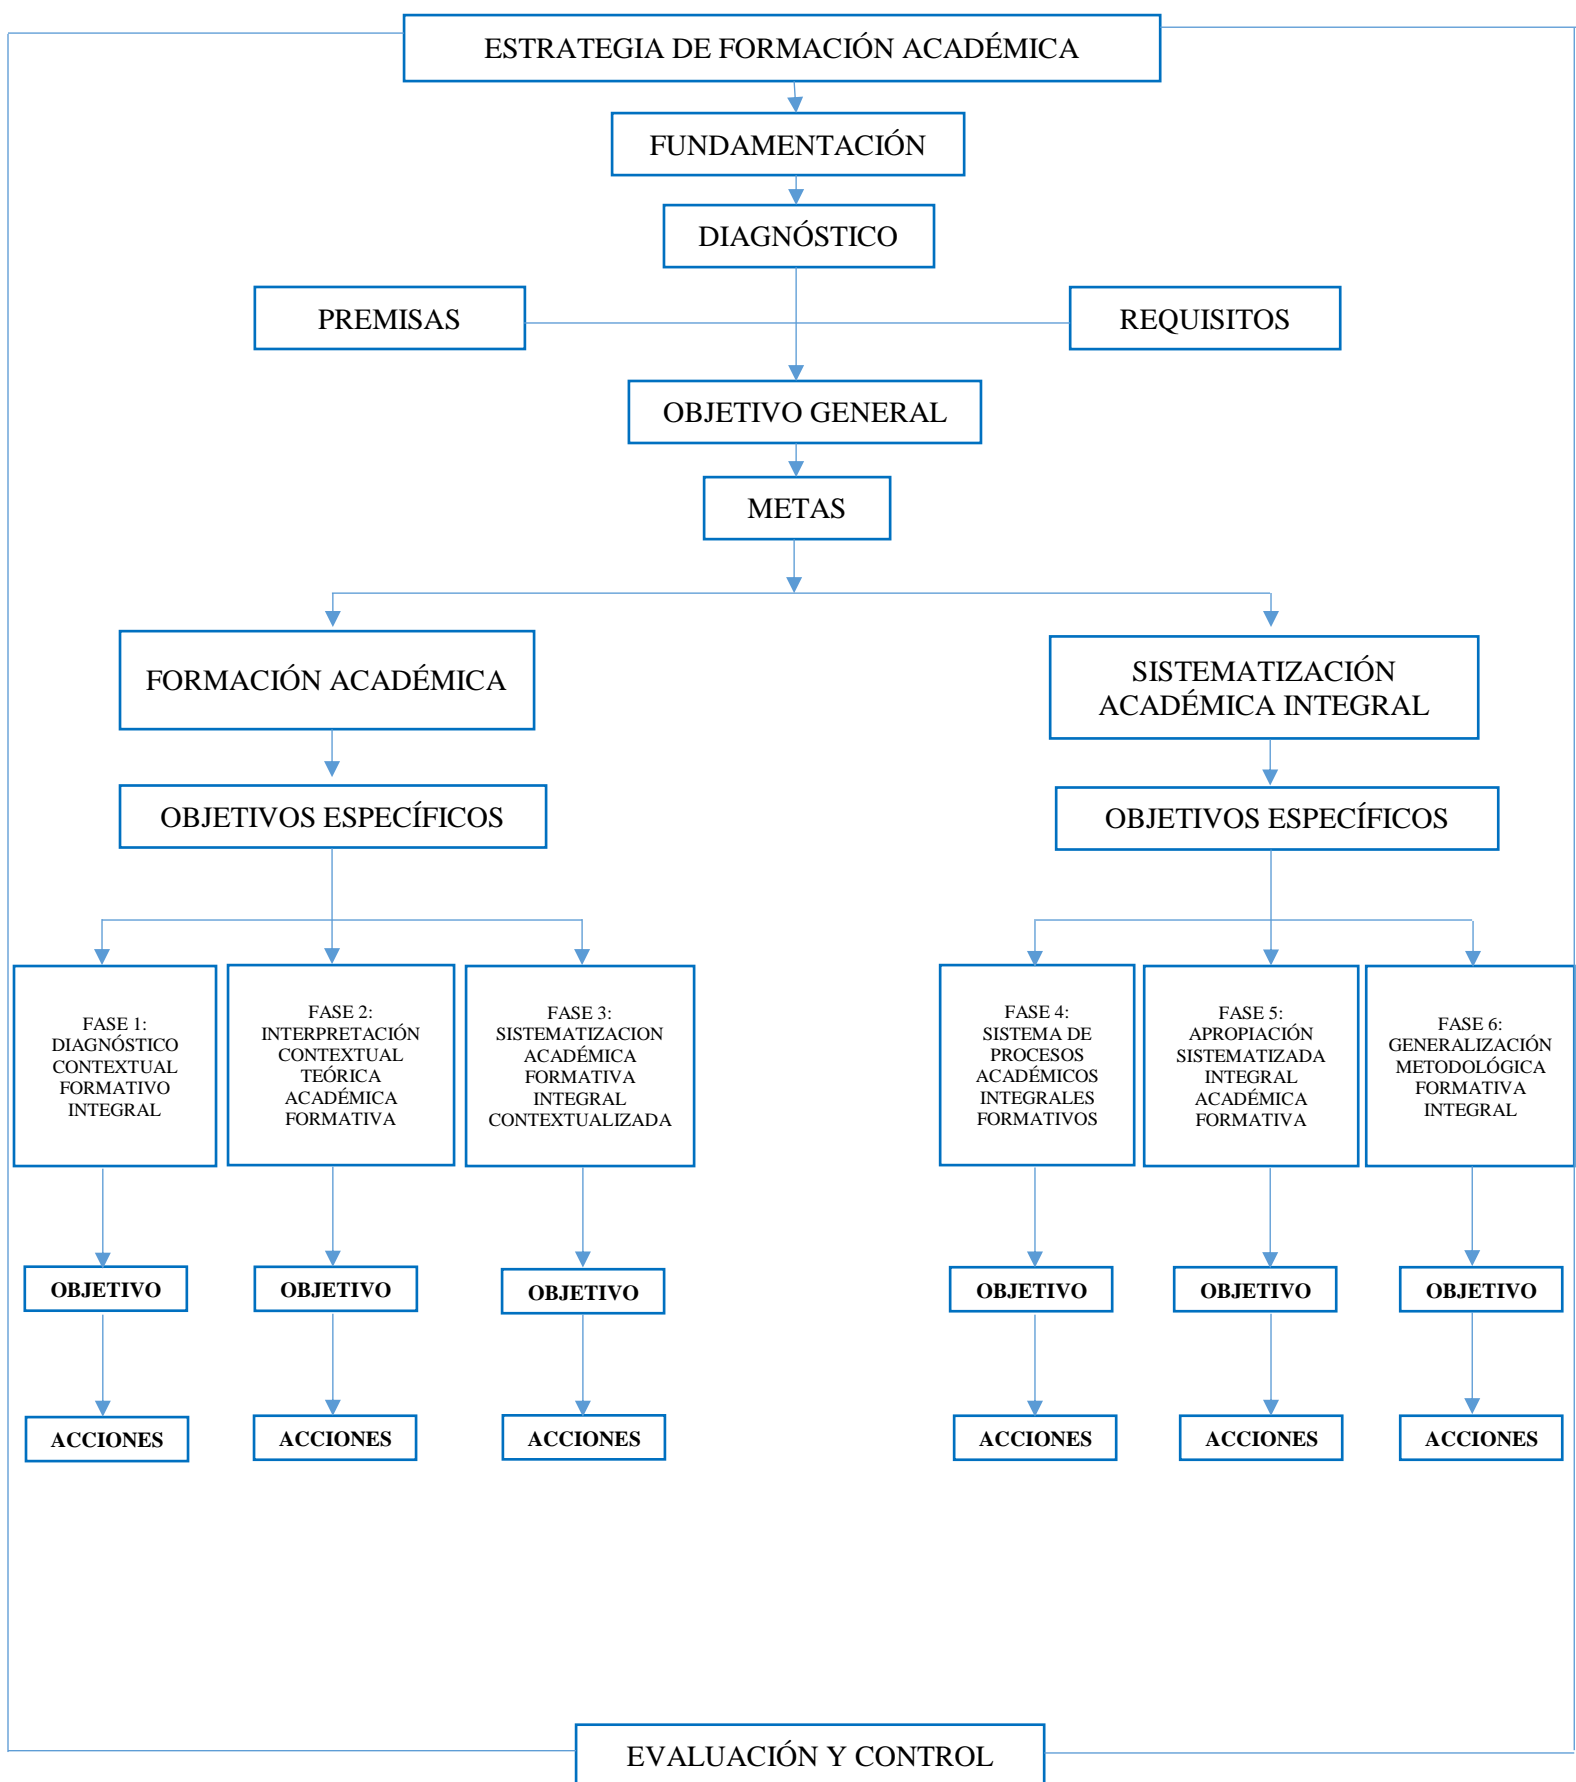 ESTRATEGIA DE FORMACIÓN ACADÉMICA
FUNDAMENTACIÓN
DIAGNÓSTICO
PREMISAS
REQUISITOS
OBJETIVO GENERAL
METAS
FORMACIÓN ACADÉMICA
SISTEMATIZACIÓN
ACADÉMICA INTEGRAL
OBJETIVOS ESPECÍFICOS
OBJETIVOS ESPECÍFICOS
FASE 1:
DIAGNÓSTICO
CONTEXTUAL
FORMATIVO
INTEGRAL
FASE 2:
INTERPRETACIÓN
CONTEXTUAL
TEÓRICA
ACADÉMICA
FORMATIVA
FASE 3:
SISTEMATIZACION
ACADÉMICA
FORMATIVA
INTEGRAL
CONTEXTUALIZADA
FASE 4:
SISTEMA DE
PROCESOS
ACADÉMICOS
INTEGRALES
FORMATIVOS
FASE 5:
APROPIACIÓN
SISTEMATIZADA
INTEGRAL
ACADÉMICA
FORMATIVA
FASE 6:
GENERALIZACIÓN
METODOLÓGICA
FORMATIVA
INTEGRAL
OBJETIVO
OBJETIVO
OBJETIVO
OBJETIVO
OBJETIVO
OBJETIVO
ACCIONES
ACCIONES
ACCIONES
ACCIONES
ACCIONES
ACCIONES
EVALUACIÓN Y CONTROL